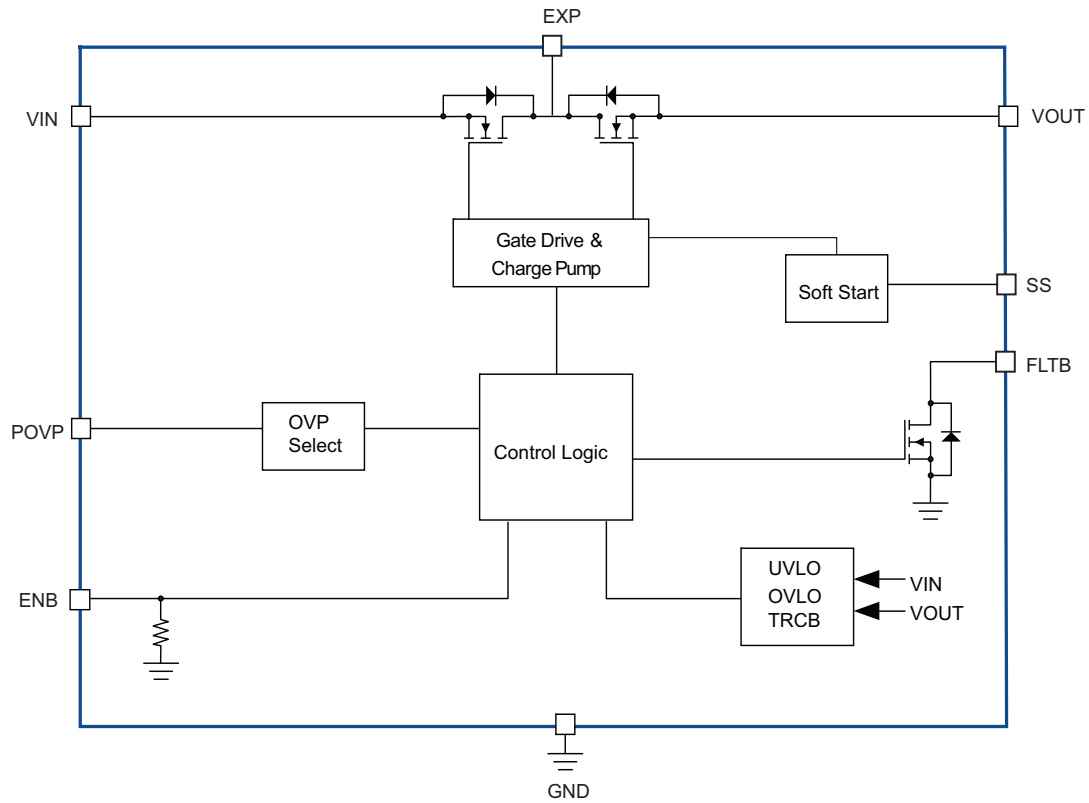 EXP
VIN
VOUT
Gate Drive &
Charge Pump
Soft Start
SS
FLTB
POVP
OVP
Select
Control Logic
ENB
UVLO
OVLO
TRCB
VIN
VOUT
GND